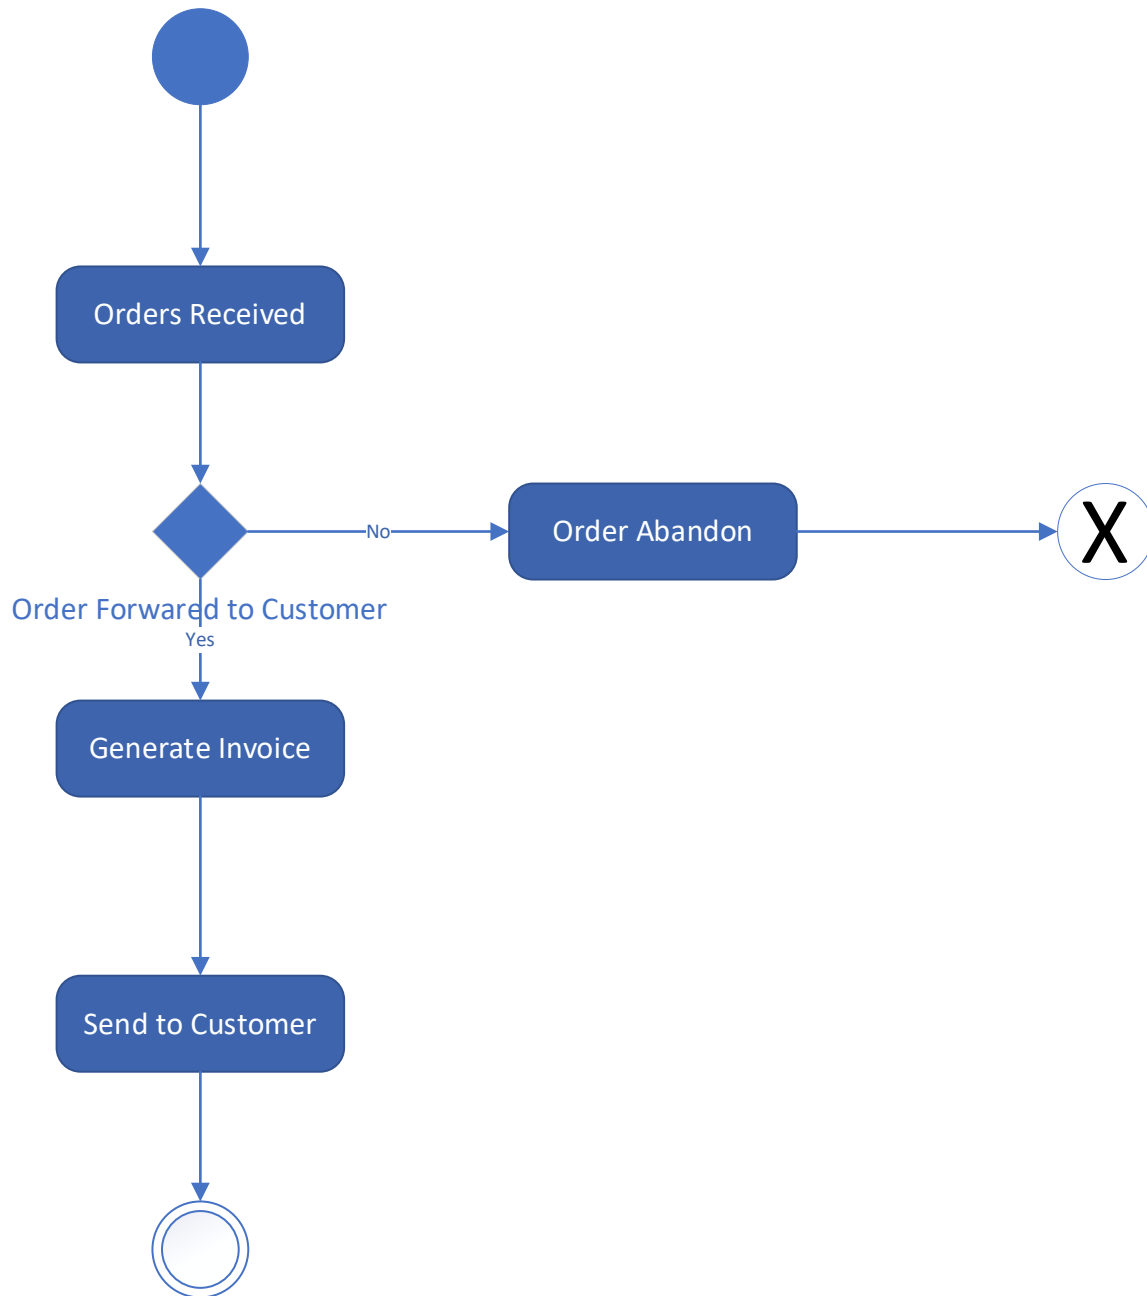 Orders Received
No
Order Abandon
X
Order Forwared to Customer
Yes
Generate Invoice
Send to Customer